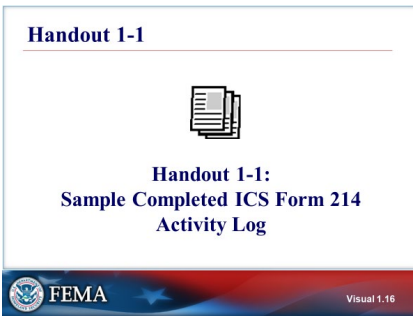 Handout 1-1
Handout 1-1:
Sample Completed ICS Form 214
Activity Log
FEMA
Visual 1.16